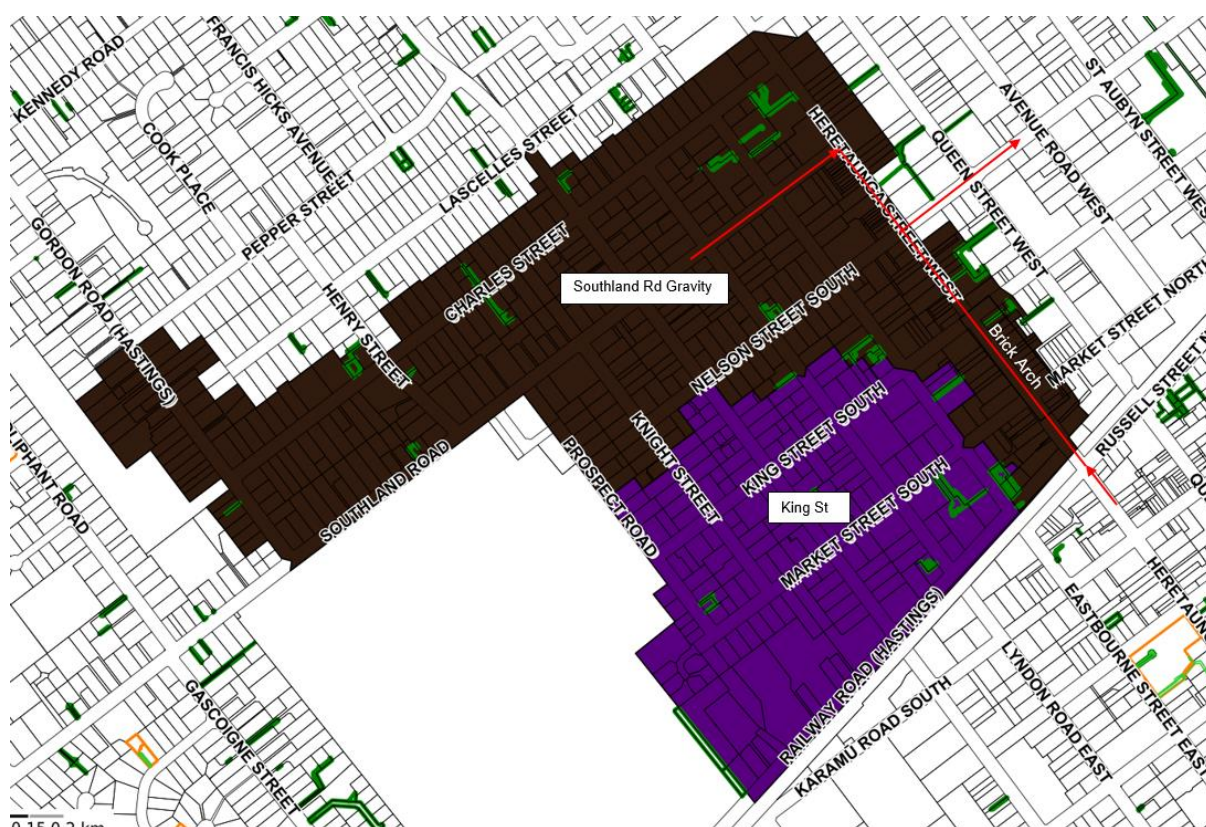 KENNEDY ROAD
FRANCIS HICKS AVENUE
COOK PLACE
PEPPER STREET
LASCELLES STREET
GORDON ROAD (HASTINGS)
HENRY STREET
CHARLES STREET
Southland Rd Gravity
HERETAUNGA STREET WEST
QUEEN STREET WEST
AVENUE ROAD WEST
ST AUBYN STREET WEST
NELSON STREET SOUTH
Brick Arch
MARKET STREET NORTH
RUSSELL STREET N
SOUTHLAND ROAD
PROSPECT ROAD
KNIGHT STREET
KING STREET SOUTH
King St
MARKET STREET SOUTH
OLIPHANT ROAD
GASCOIGNE STREET
RAILWAY ROAD (HASTINGS)
KARAMU ROAD SOUTH
LYNDON ROAD EAST
EASTBOURNE STREET EAST
HERETAUN
QU